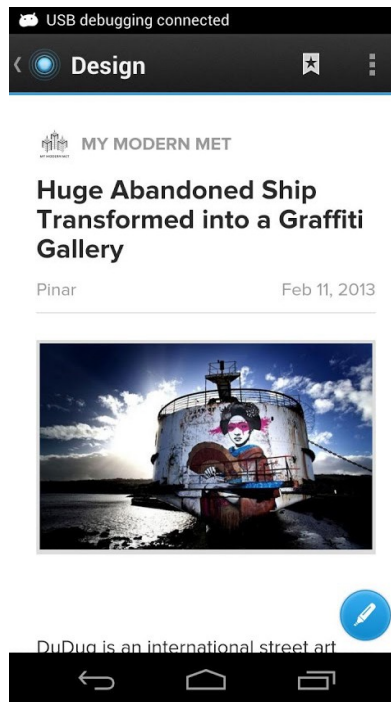 USB debugging connected
Design
MY MODERN MET
Huge Abandoned Ship
Transformed into a Graffiti
Gallery
Pinar Feb 11, 2013
DuDug is an international street art